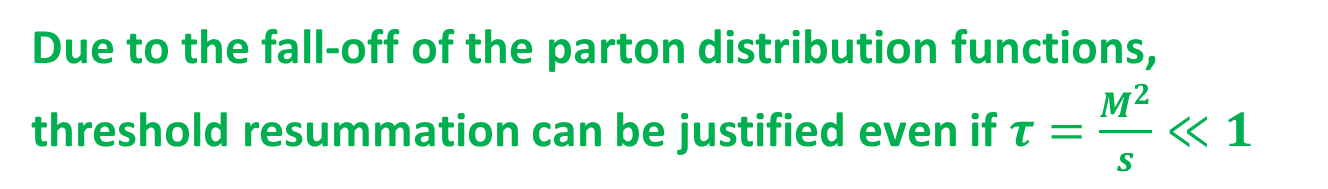 Due to the fall-off of the parton distribution functions,
threshold resummation can be justified even if τ = M²/s ≪ 1